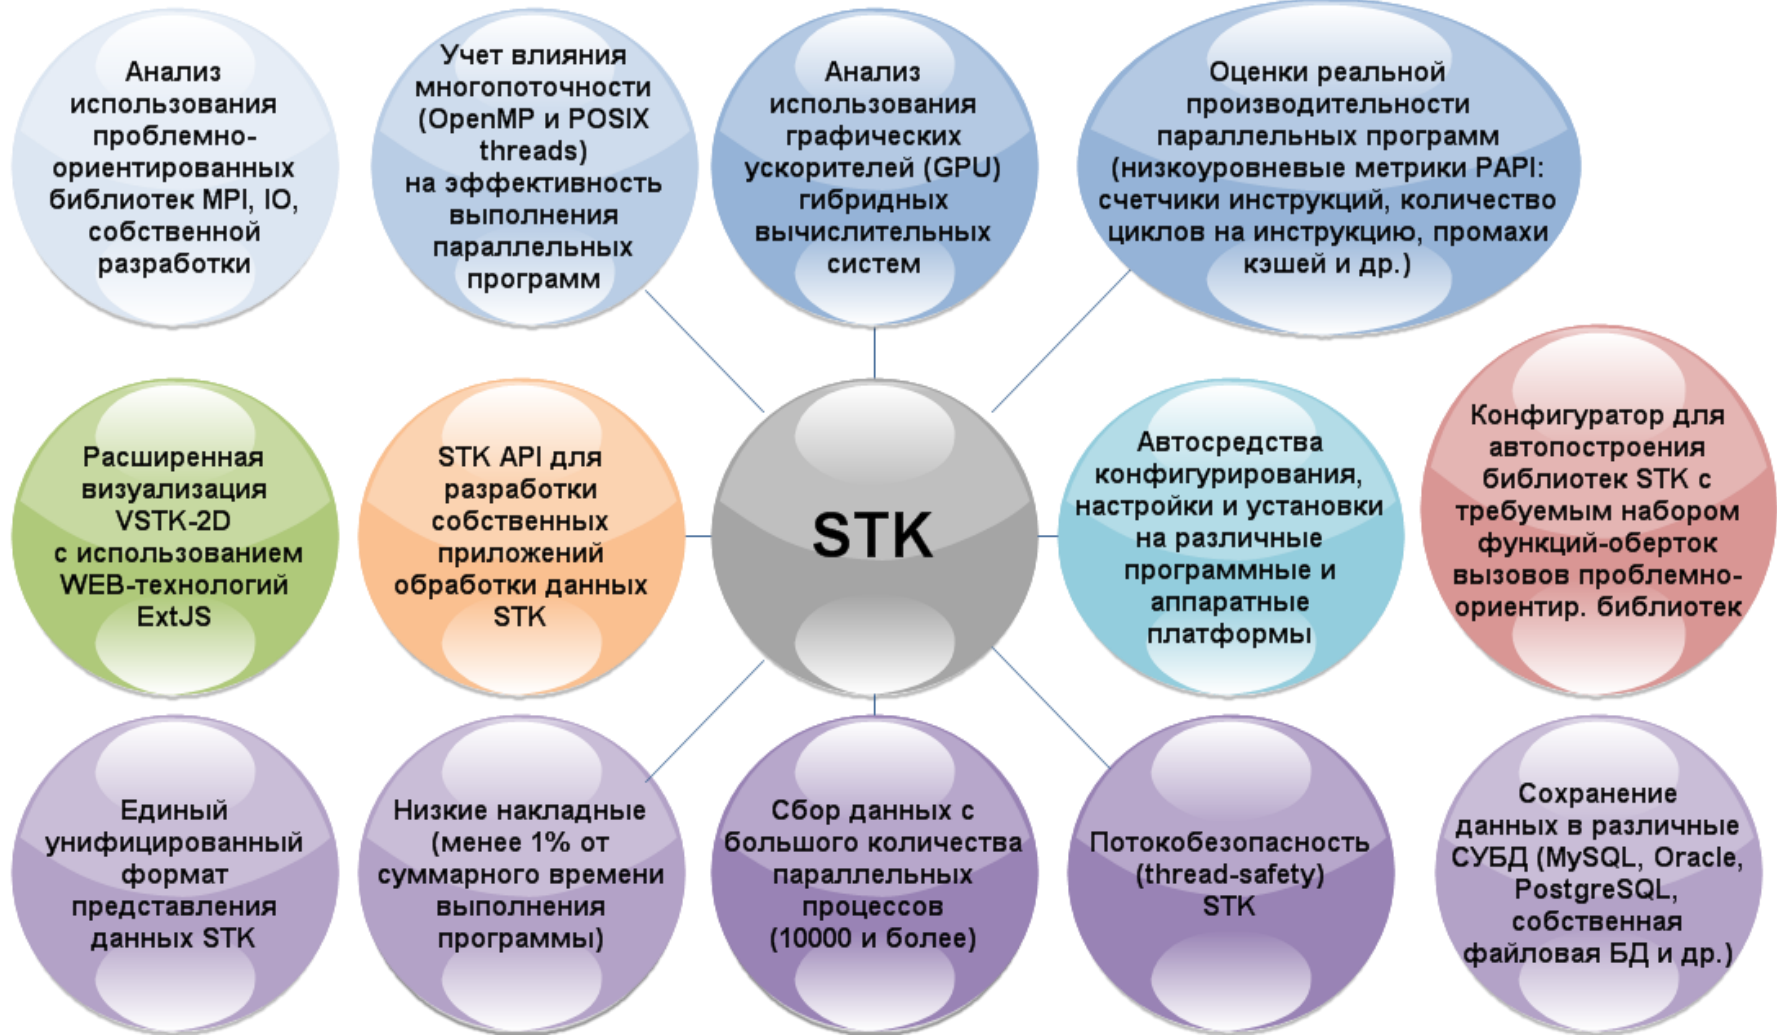 Анализ
использования
проблемно-
ориентированных
библиотек MPI, IO,
собственной
разработки
Учет влияния
многопоточности
(OpenMP и POSIX
threads)
на эффективность
выполнения
параллельных
программ
Анализ
использования
графических
ускорителей (GPU)
гибридных
вычислительных
систем
Оценки реальной
производительности
параллельных программ
(низкоуровневые метрики PAPI:
счетчики инструкций, количество
циклов на инструкцию, промахи
кэшей и др.)
Расширенная
визуализация
VSTK-2D
с использованием
WEB-технологий
ExtJS
STK API для
разработки
собственных
приложений
обработки данных
STK
STK
Автосредства
конфигурирования,
настройки и установки
на различные
программные и
аппаратные
платформы
Конфигуратор для
автопостроения
библиотек STK с
требуемым набором
функций-оберток
вызовов проблемно-
ориентир. библиотек
Единый
унифицированный
формат
представления
данных STK
Низкие накладные
(менее 1% от
суммарного времени
выполнения
программы)
Сбор данных с
большого количества
параллельных
процессов
(10000 и более)
Потокобезопасность
(thread-safety)
STK
Сохранение
данных в различные
СУБД (MySQL, Oracle,
PostgreSQL,
собственная
файловая БД и др.)